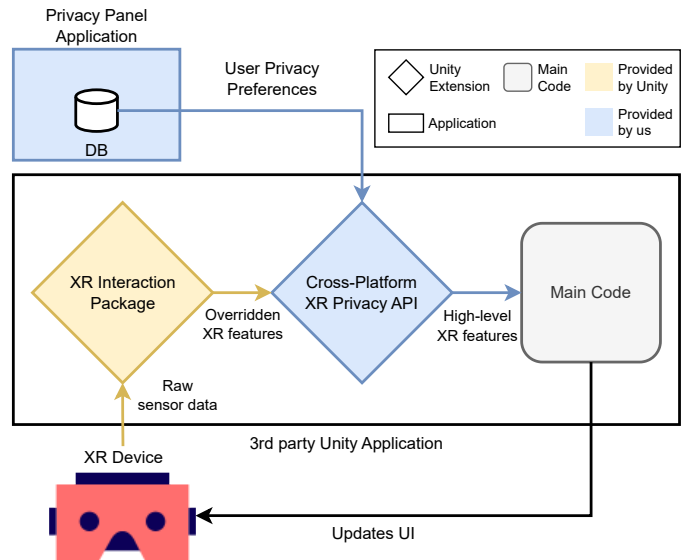 Privacy Panel
Application
DB
User Privacy
Preferences
Unity
Extension
Main
Code
Provided
by Unity
Application
Provided
by us
XR Interaction
Package
Overridden
XR features
Cross-Platform
XR Privacy API
High-level
XR features
Main Code
Raw
sensor data
3rd party Unity Application
XR Device
Updates UI